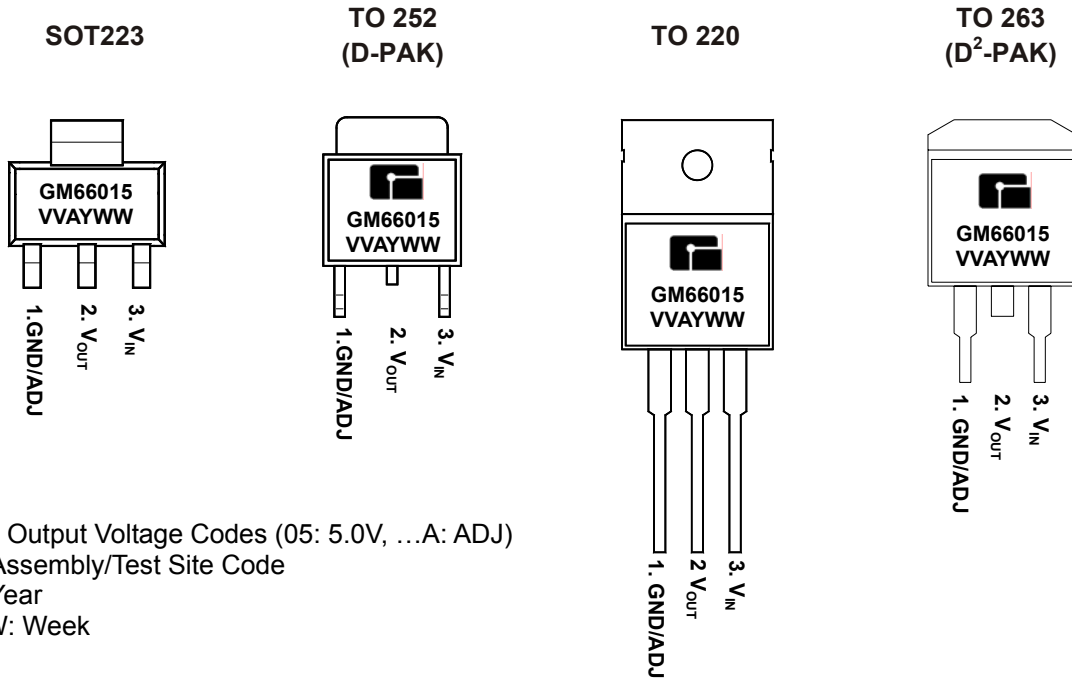 SOT223
TO 252
(D-PAK)
TO 220
TO 263
(D²-PAK)
GM66015
VVAYWW
1.GND/ADJ
2. VOUT
3. VIN
GM66015
VVAYWW
1.GND/ADJ
2. VOUT
3. VIN
GM66015
VVAYWW
1. GND/ADJ
2 VOUT
3. VIN
GM66015
VVAYWW
1. GND/ADJ
2. VOUT
3. VIN
Output Voltage Codes (05: 5.0V, …A: ADJ)
Assembly/Test Site Code
Year
: Week